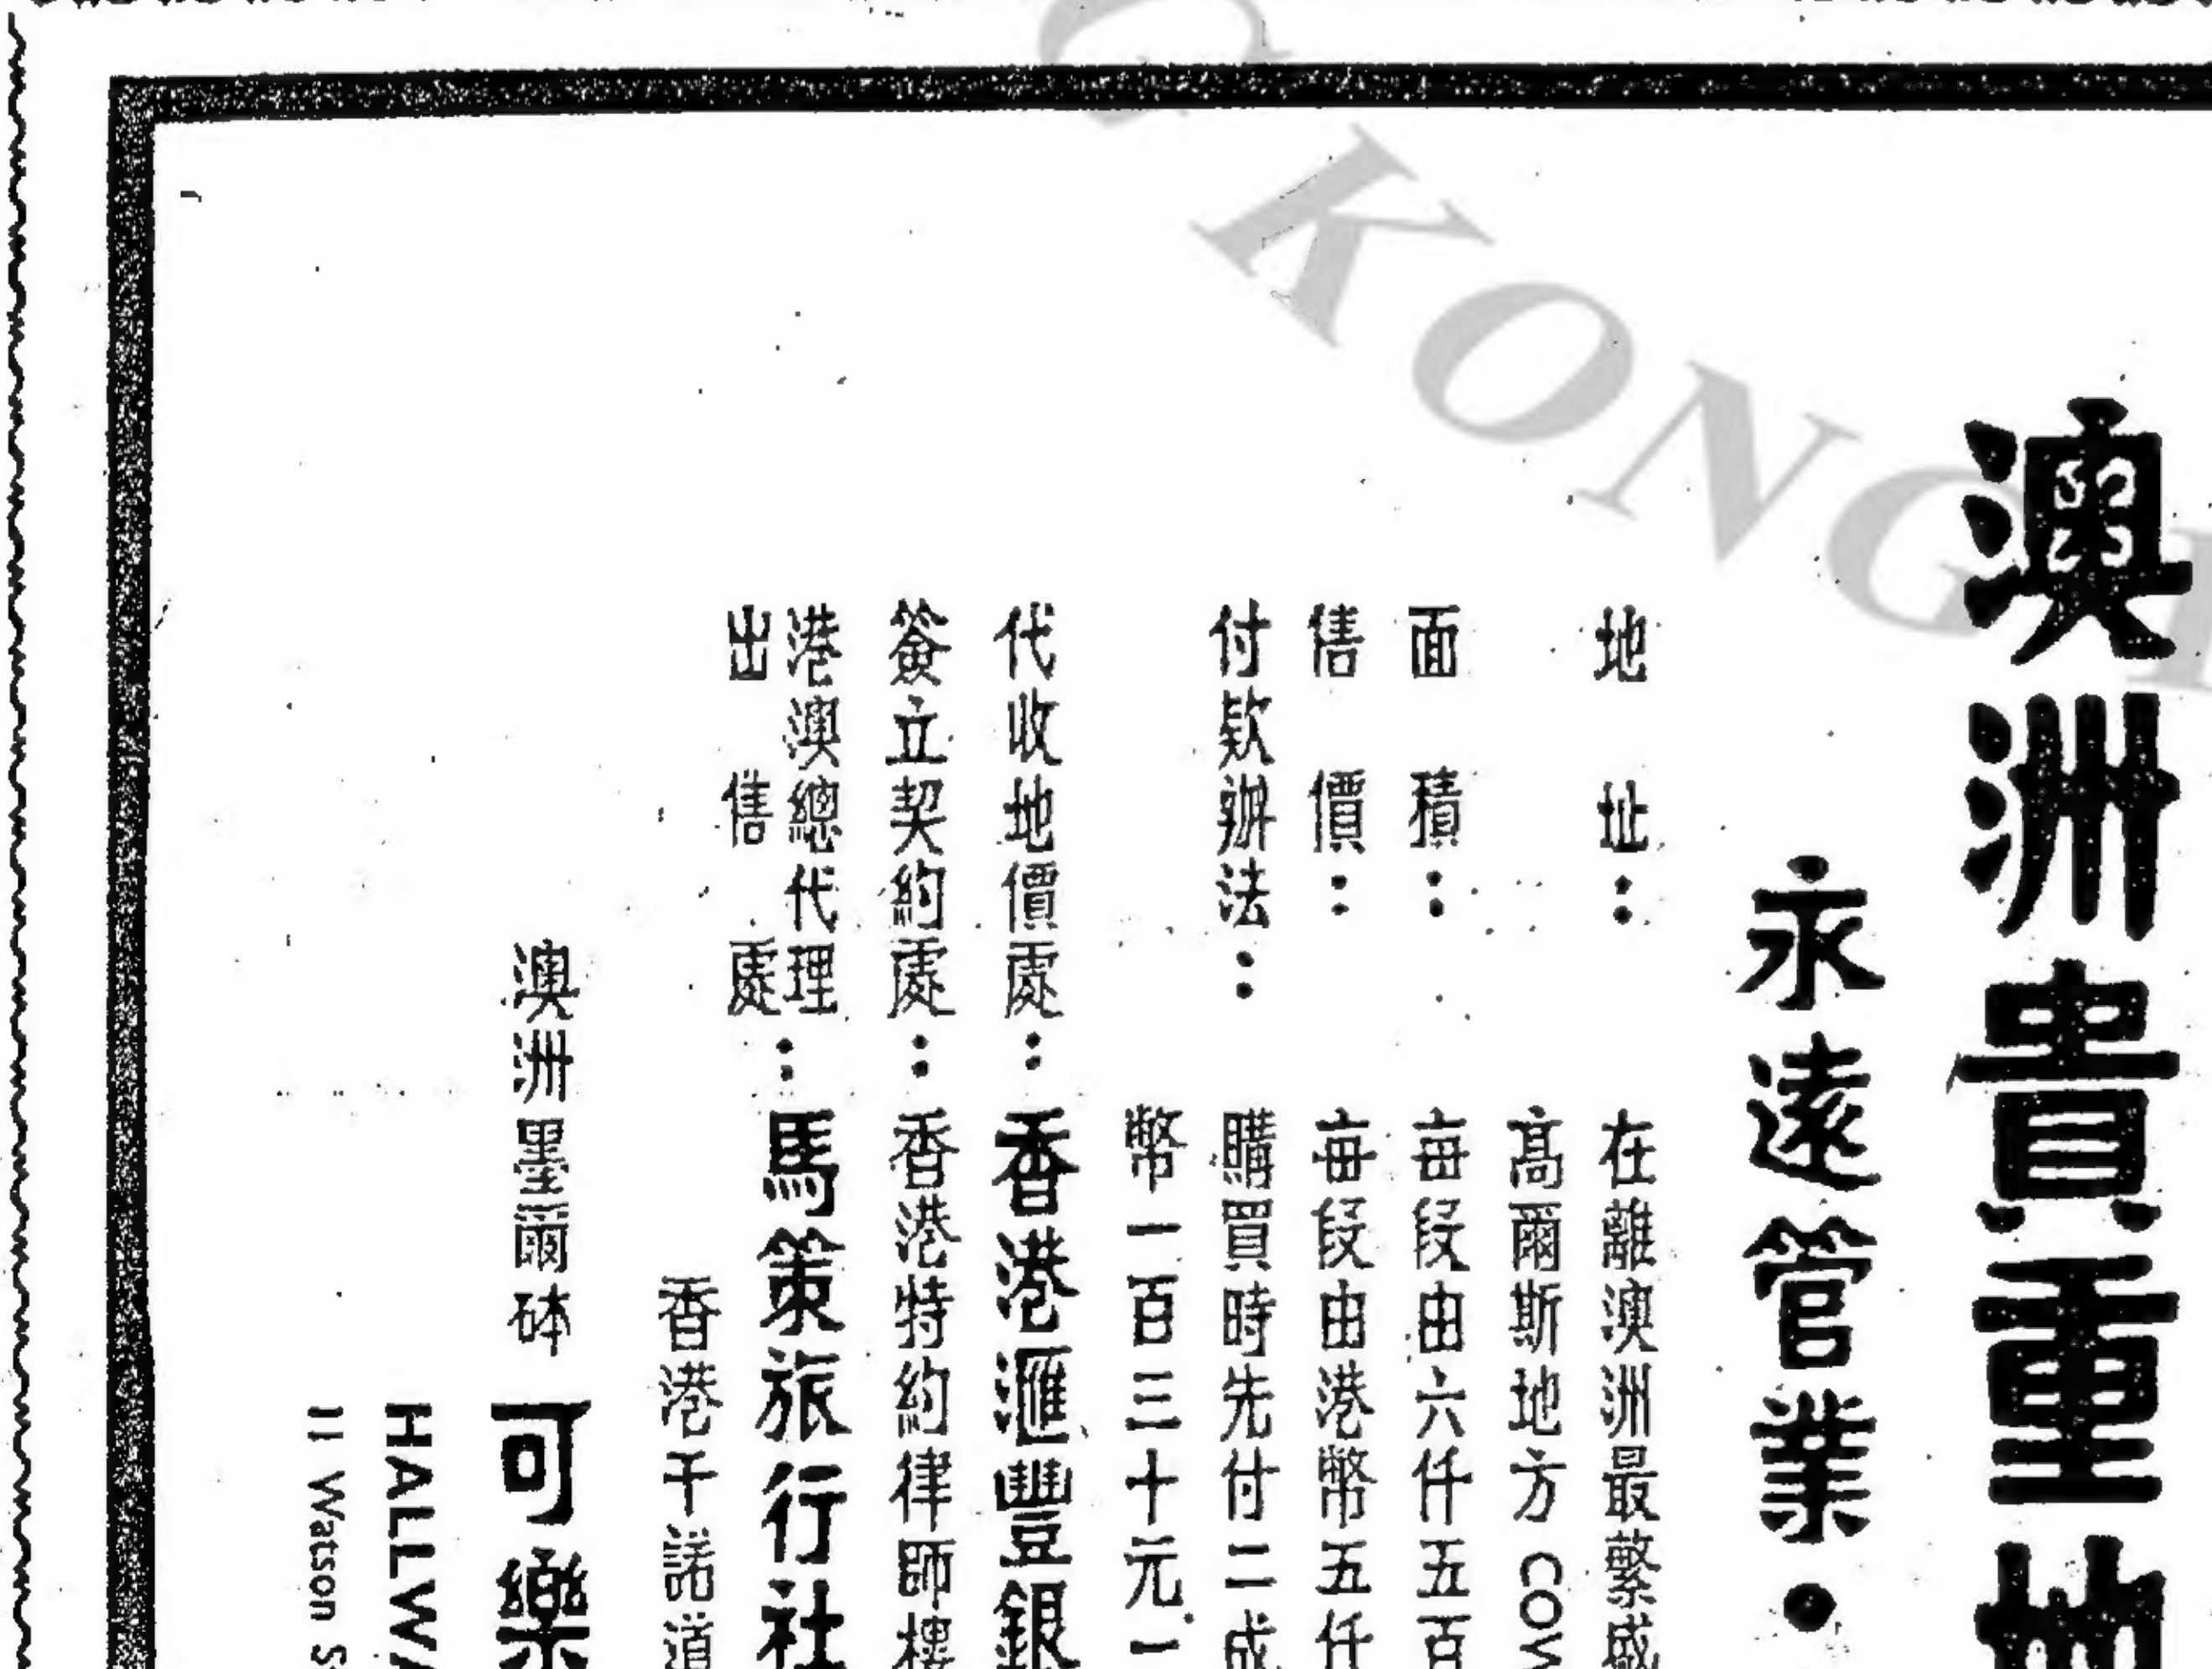 澳洲貴重地
永遠管業•
地址：在離澳洲最繁盛
高爾斯地方 COW
面積：每段由六仟五百
售價：每段由港幣五仟
付款辦法：購買時先付二成
幣一百三十元一
代收地價處：香港滙豐銀
簽立契約處：香港特約律師樓
港澳總代理
出售處：馬策旅行社
香港干諾道
澳洲墨爾砵可樂
HALLWA
11 Watson S
KONG